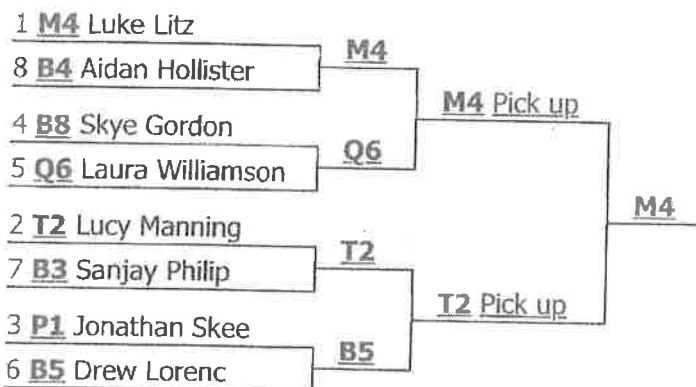 1 M4 Luke Litz
8 B4 Aidan Hollister
4 B8 Skye Gordon
5 Q6 Laura Williamson
2 T2 Lucy Manning
7 B3 Sanjay Philip
3 P1 Jonathan Skee
6 B5 Drew Lorenc
M4
Q6
T2
B5
M4 Pick up
T2 Pick up
M4